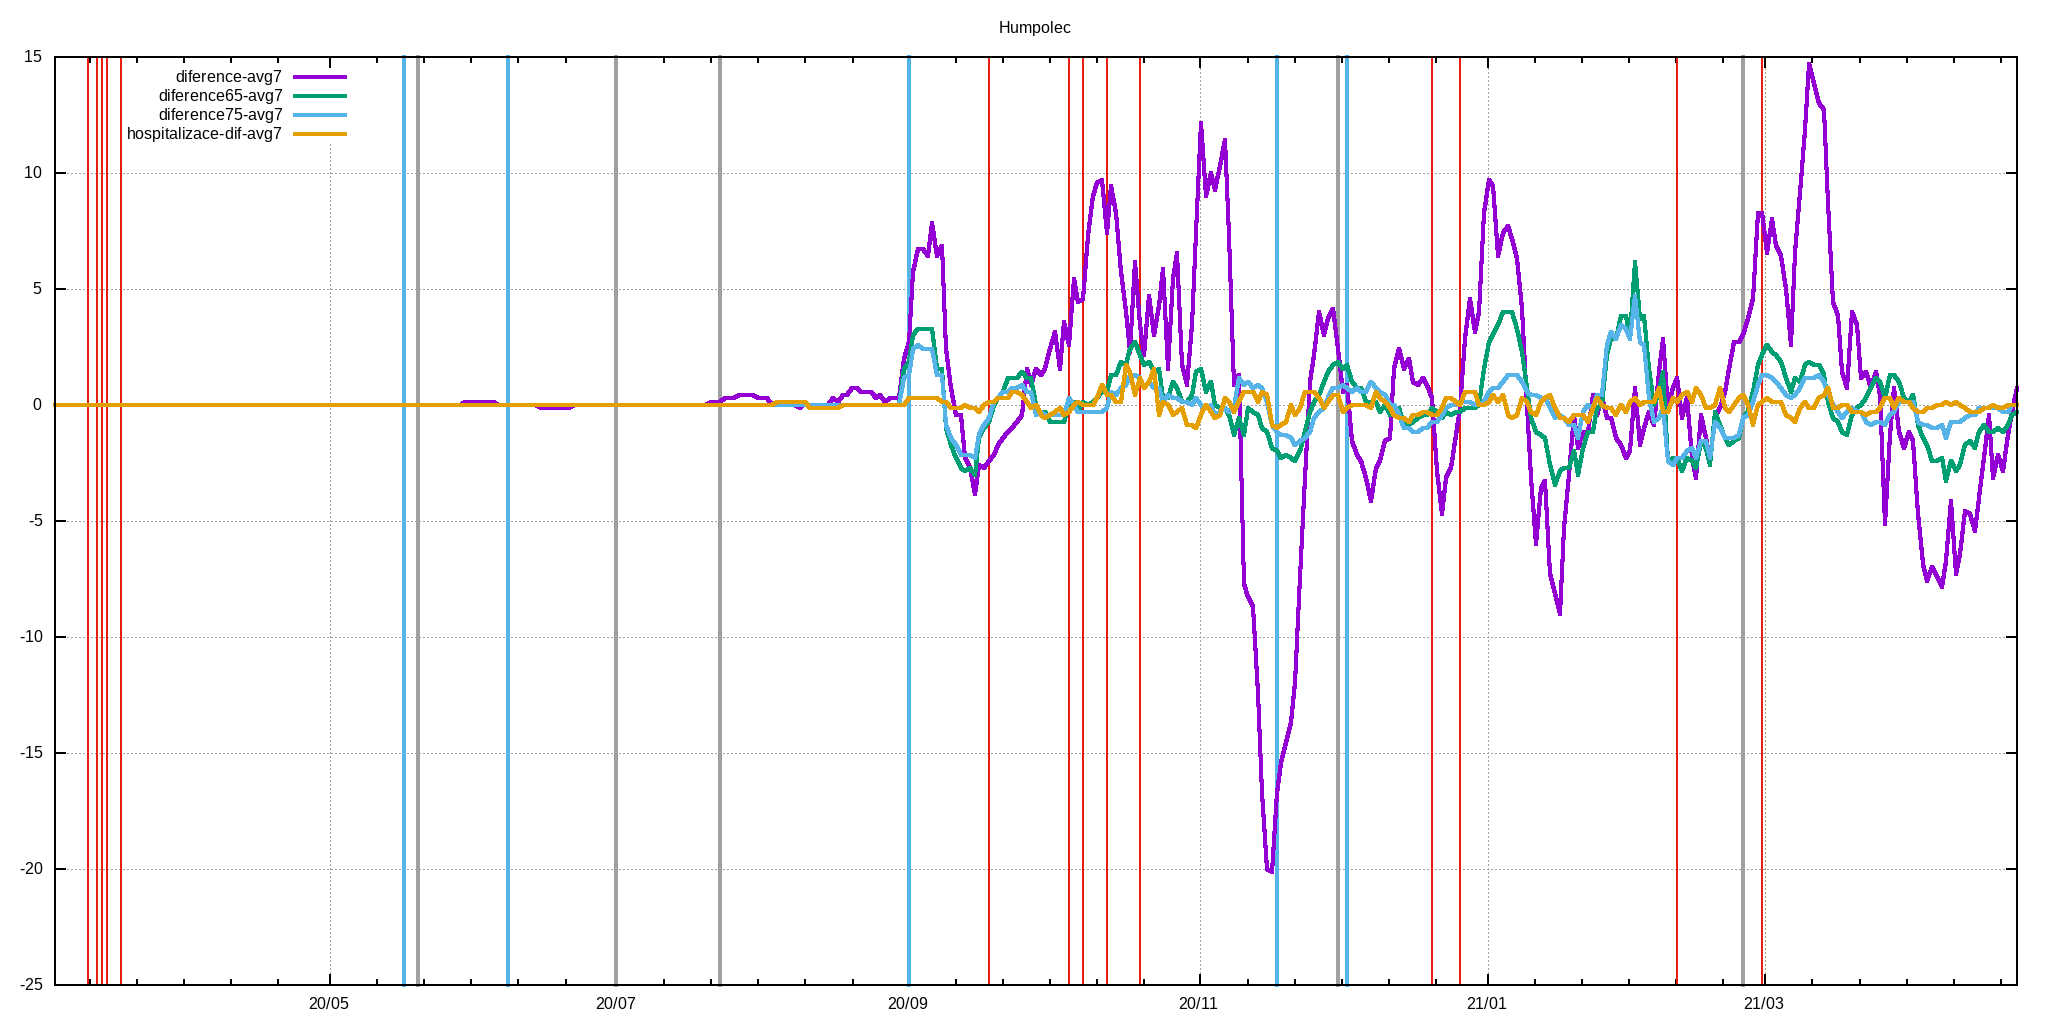 Humpolec
15
diference-avg7
diference65-avg7
diference75-avg7
hospitalizace-dif-avg7
10
5
0
-5
-10
-15
-20
-25
20/05 20/07 20/09 20/11 21/01 21/03